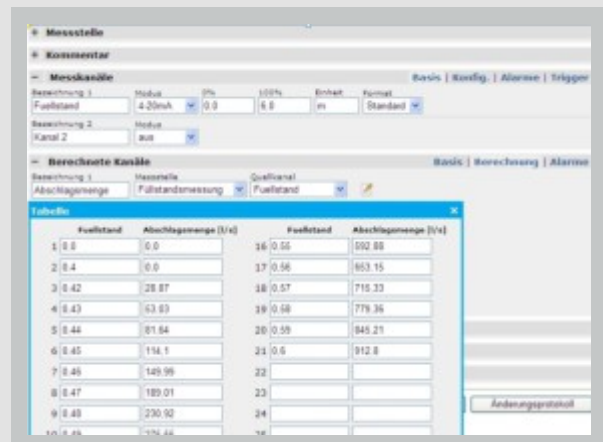 + Messstelle
+ Kommentar
− Messkanäle Basis | Konfig. | Alarme | Trigger
Bezeichnung 1 Modus 0% 100% Einheit Format
Fuellstand 4-20mA 0.0 6.0 m Standard
Bezeichnung 2 Modus
Kanal 2 aus
− Berechnete Kanäle Basis | Berechnung | Alarme
Bezeichnung 1 Messstelle Quellkanal
Abschlagsmenge Füllstandsmessung Fuellstand
Tabelle ×
Fuellstand Abschlagsmenge [l/s] Fuellstand Abschlagsmenge [l/s]
1 0.0 0.0 16 0.55 592.88
2 0.4 0.0 17 0.56 653.15
3 0.42 28.87 18 0.57 715.33
4 0.43 19 0.58 779.36
5 0.44 81.64 20 0.59 845.21
6 0.45 114.1 21 0.6 912.8
7 0.46 149.99 22
8 0.47 189.01 23
9 0.48 230.92 24
10 0.49
Änderungsprotokoll